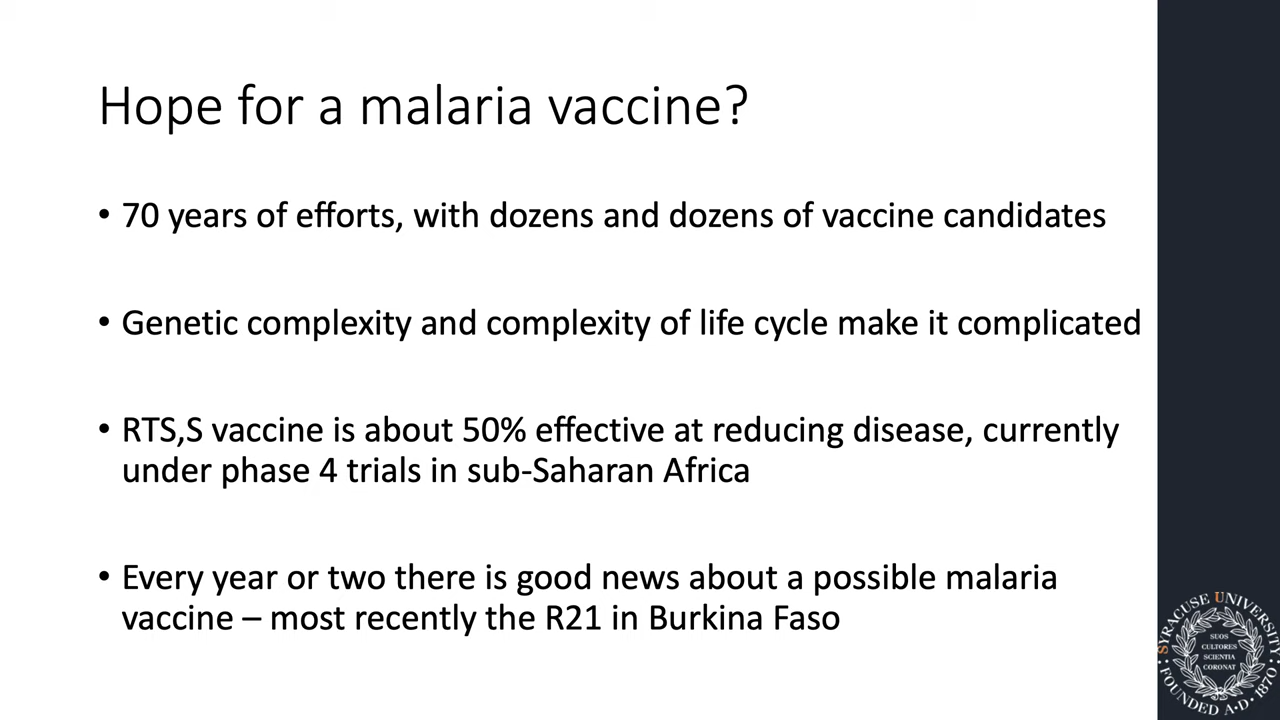 Hope for a malaria vaccine?
• 70 years of efforts, with dozens and dozens of vaccine candidates
• Genetic complexity and complexity of life cycle make it complicated
• RTS,S vaccine is about 50% effective at reducing disease, currently
under phase 4 trials in sub-Saharan Africa
• Every year or two there is good news about a possible malaria
vaccine – most recently the R21 in Burkina Faso
SYRACUSE UNIVERSITY
SUOS
CULTORES
SCIENTIA
CORONAT
FOUNDED A·D·1870